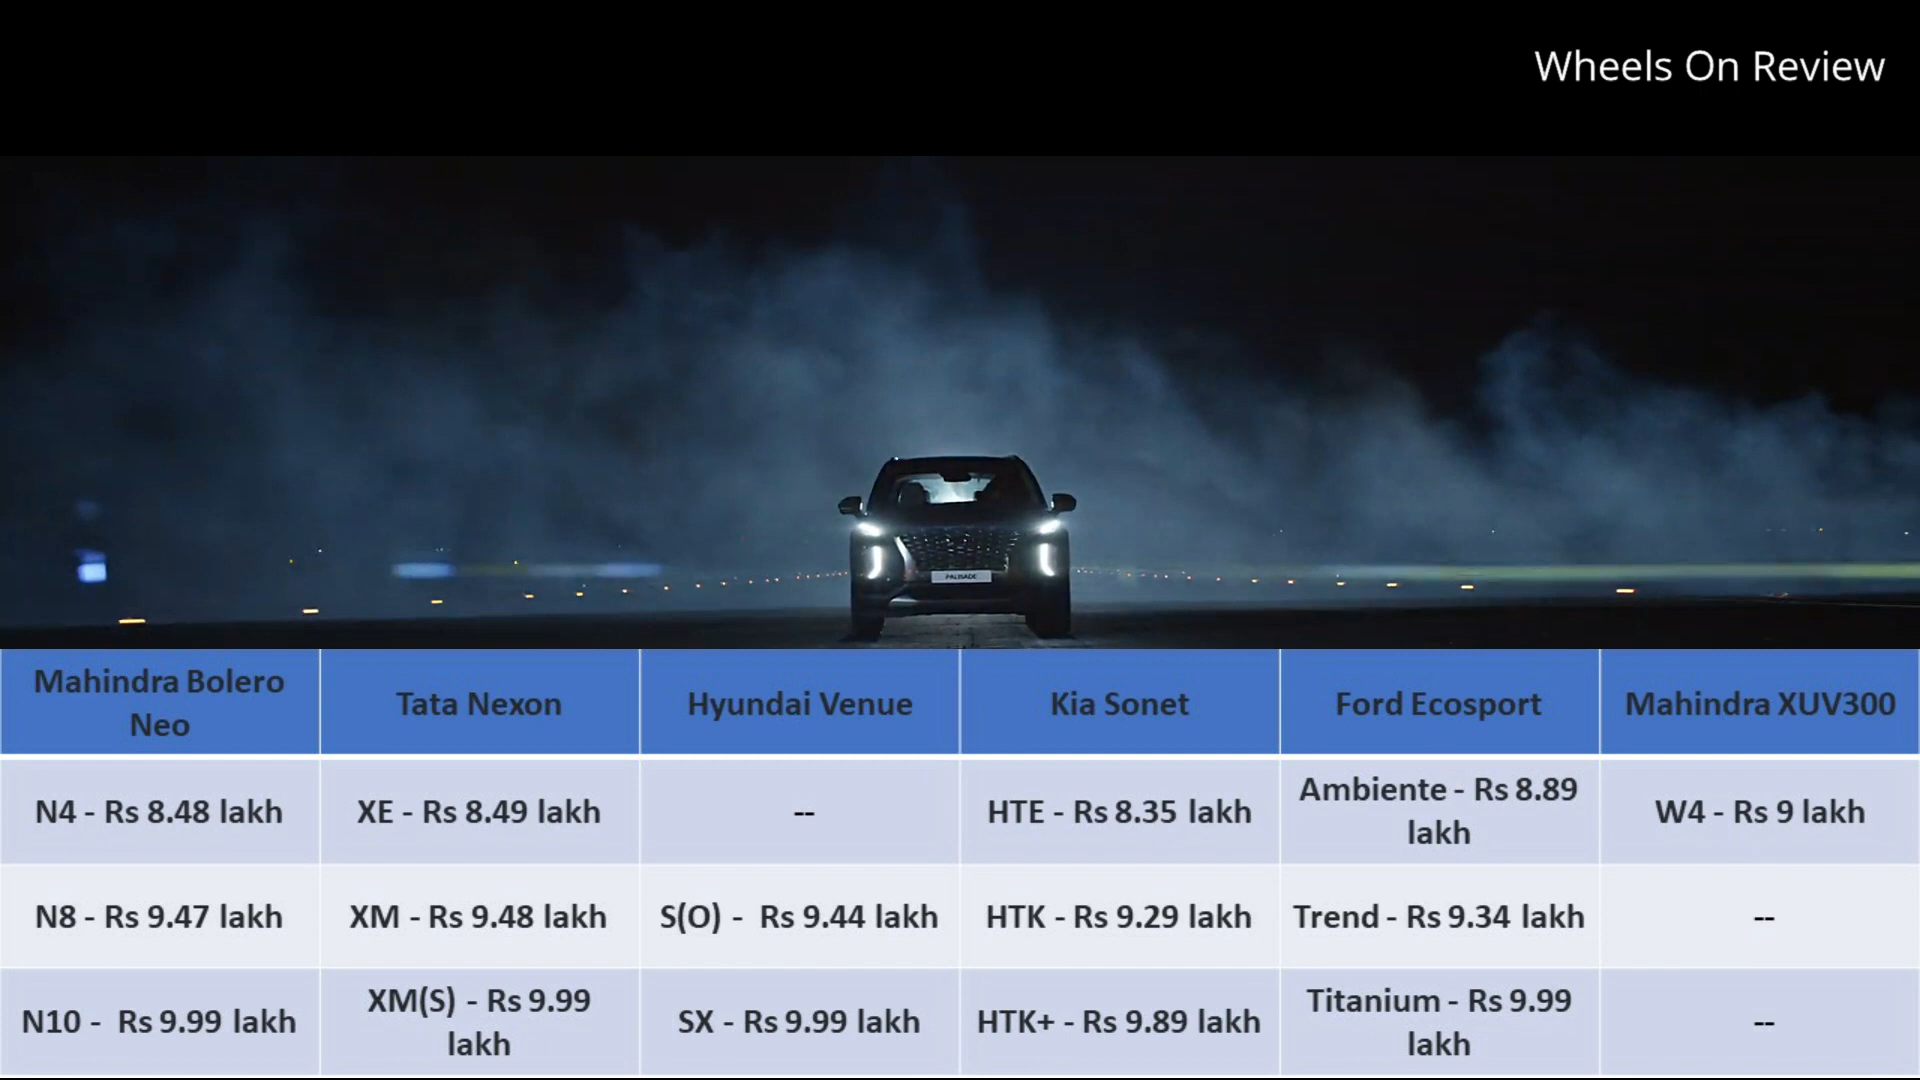 Wheels On Review
PALISADE
Mahindra Bolero
Neo
Tata Nexon
Hyundai Venue
Kia Sonet
Ford Ecosport
Mahindra XUV300
N4 - Rs 8.48 lakh
XE - Rs 8.49 lakh
--
HTE - Rs 8.35 lakh
Ambiente - Rs 8.89
lakh
W4 - Rs 9 lakh
N8 - Rs 9.47 lakh
XM - Rs 9.48 lakh
S(O) -  Rs 9.44 lakh
HTK - Rs 9.29 lakh
Trend - Rs 9.34 lakh
--
N10 -  Rs 9.99 lakh
XM(S) - Rs 9.99
lakh
SX - Rs 9.99 lakh
HTK+ - Rs 9.89 lakh
Titanium - Rs 9.99
lakh
--